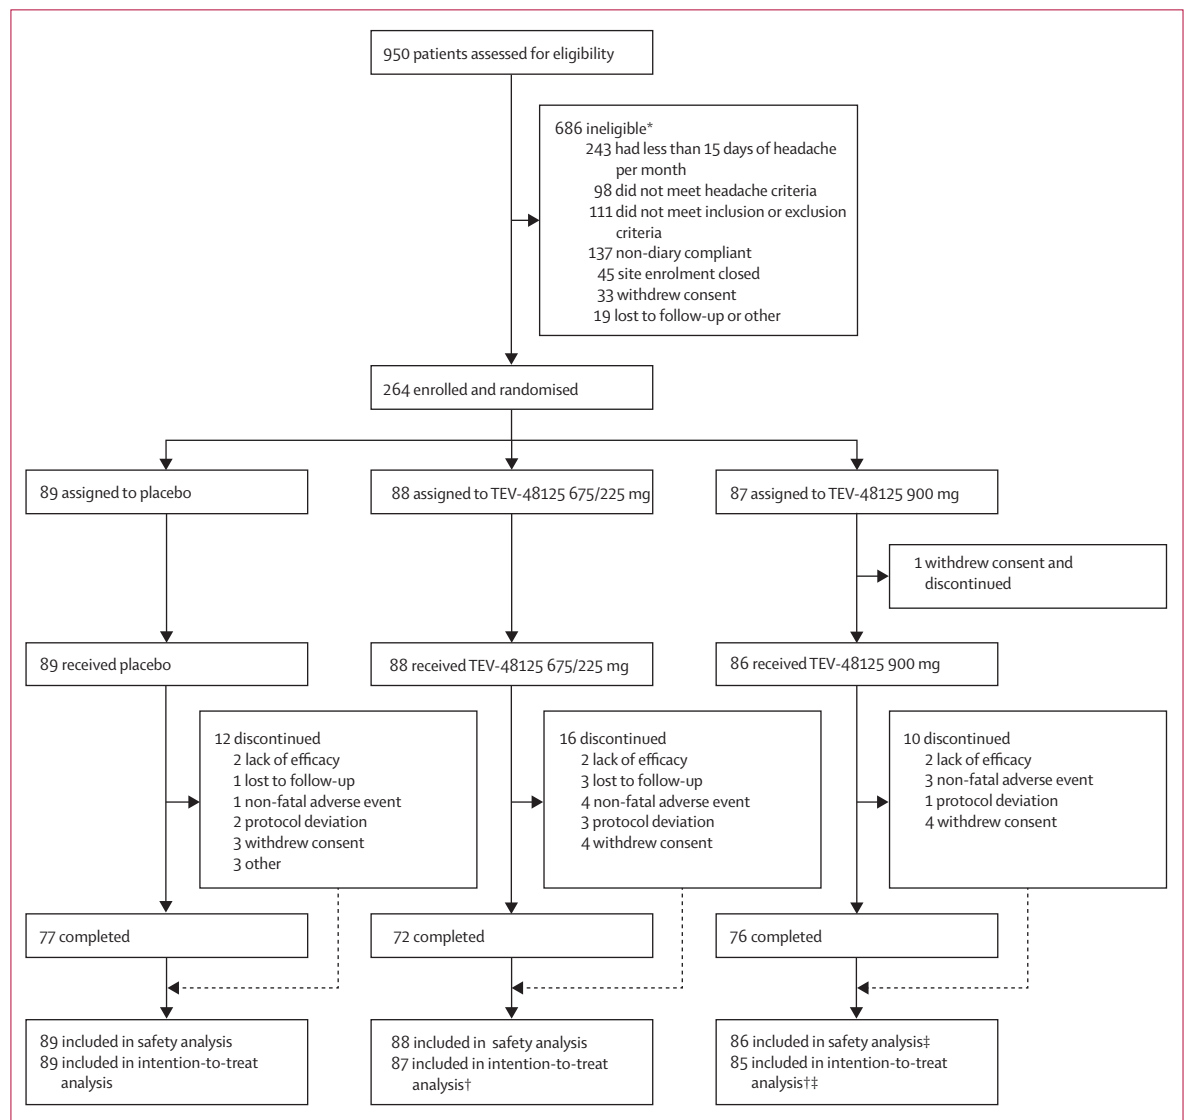 950 patients assessed for eligibility
686 ineligible*
243 had less than 15 days of headache
per month
98 did not meet headache criteria
111 did not meet inclusion or exclusion
criteria
137 non-diary compliant
45 site enrolment closed
33 withdrew consent
19 lost to follow-up or other
264 enrolled and randomised
89 assigned to placebo
88 assigned to TEV-48125 675/225 mg
87 assigned to TEV-48125 900 mg
1 withdrew consent and
discontinued
89 received placebo
88 received TEV-48125 675/225 mg
86 received TEV-48125 900 mg
12 discontinued
2 lack of efficacy
1 lost to follow-up
1 non-fatal adverse event
2 protocol deviation
3 withdrew consent
3 other
16 discontinued
2 lack of efficacy
3 lost to follow-up
4 non-fatal adverse event
3 protocol deviation
4 withdrew consent
10 discontinued
2 lack of efficacy
3 non-fatal adverse event
1 protocol deviation
4 withdrew consent
77 completed
72 completed
76 completed
89 included in safety analysis
89 included in intention-to-treat
analysis
88 included in safety analysis
87 included in intention-to-treat
analysis†
86 included in safety analysis‡
85 included in intention-to-treat
analysis†‡